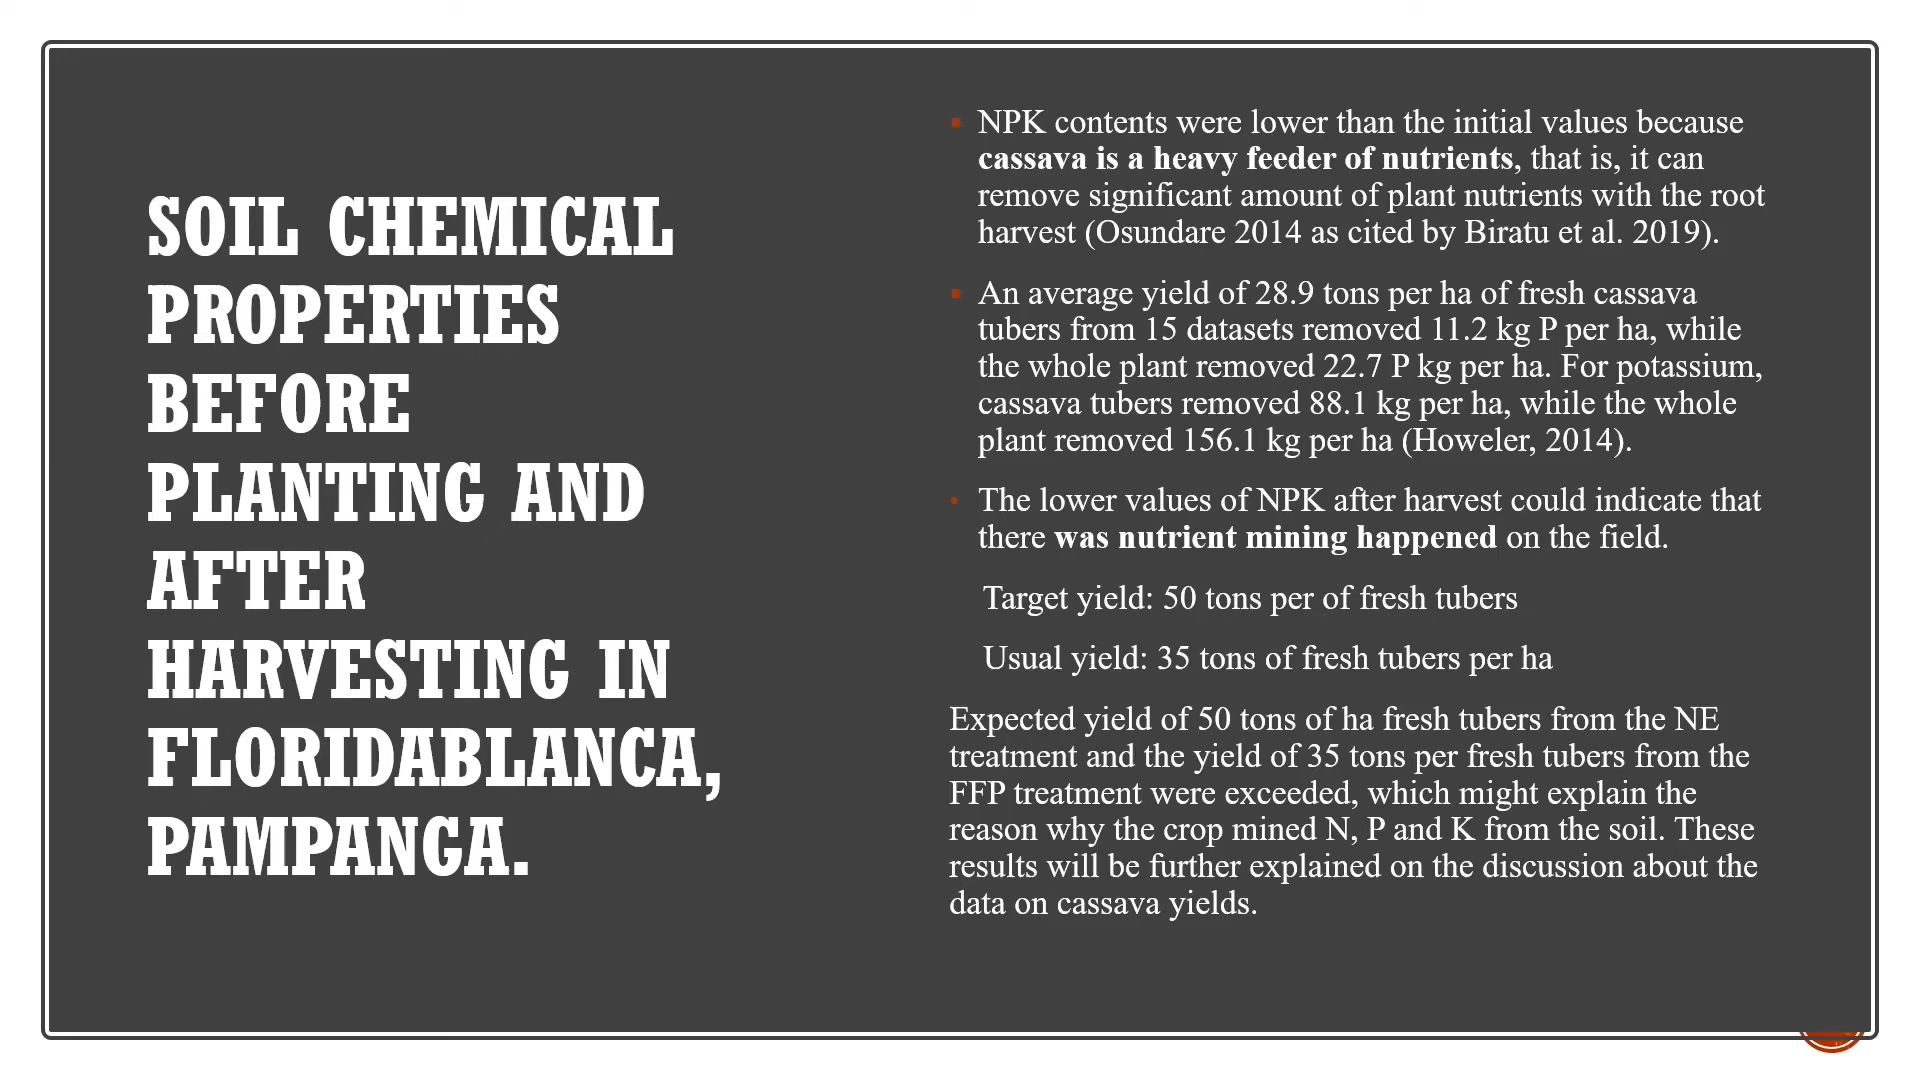 SOIL CHEMICAL
PROPERTIES
BEFORE
PLANTING AND
AFTER
HARVESTING IN
FLORIDABLANCA,
PAMPANGA.
NPK contents were lower than the initial values because
cassava is a heavy feeder of nutrients, that is, it can
remove significant amount of plant nutrients with the root
harvest (Osundare 2014 as cited by Biratu et al. 2019).
An average yield of 28.9 tons per ha of fresh cassava
tubers from 15 datasets removed 11.2 kg P per ha, while
the whole plant removed 22.7 P kg per ha. For potassium,
cassava tubers removed 88.1 kg per ha, while the whole
plant removed 156.1 kg per ha (Howeler, 2014).
The lower values of NPK after harvest could indicate that
there was nutrient mining happened on the field.
Target yield: 50 tons per of fresh tubers
Usual yield: 35 tons of fresh tubers per ha
Expected yield of 50 tons of ha fresh tubers from the NE
treatment and the yield of 35 tons per fresh tubers from the
FFP treatment were exceeded, which might explain the
reason why the crop mined N, P and K from the soil. These
results will be further explained on the discussion about the
data on cassava yields.